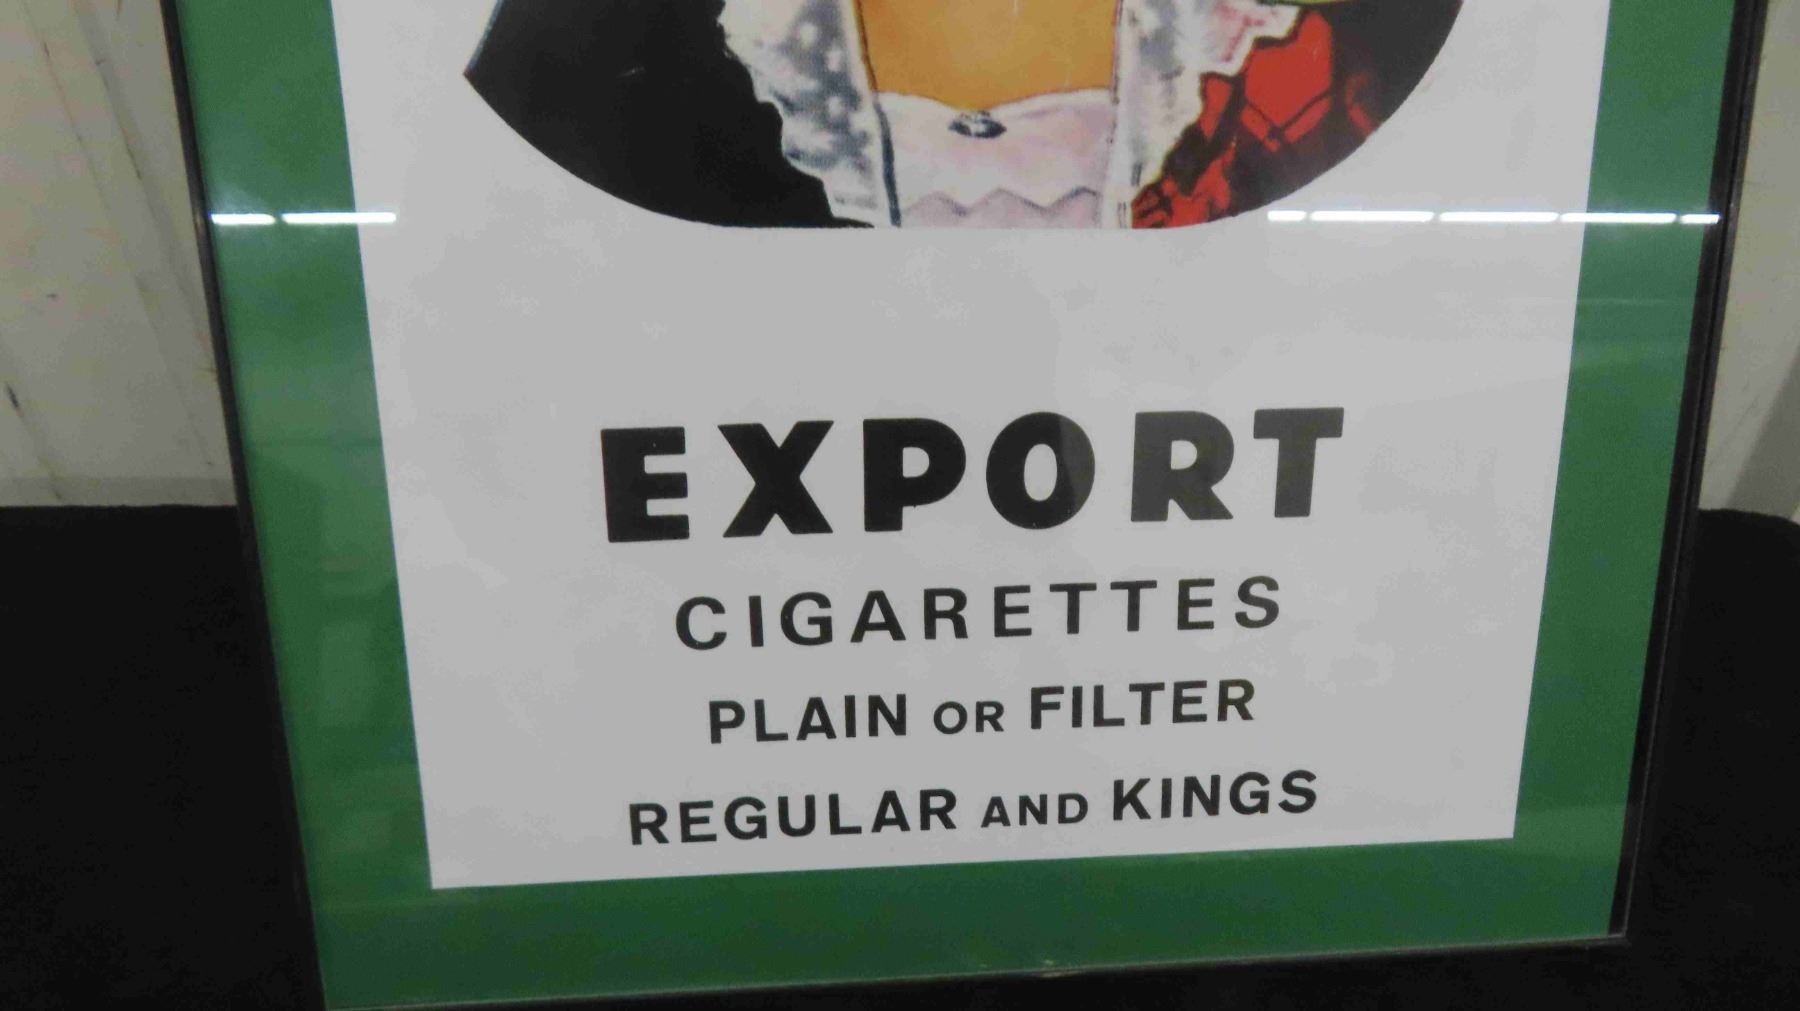 EXPORT
CIGARETTES
PLAIN OR FILTER
REGULAR AND KINGS